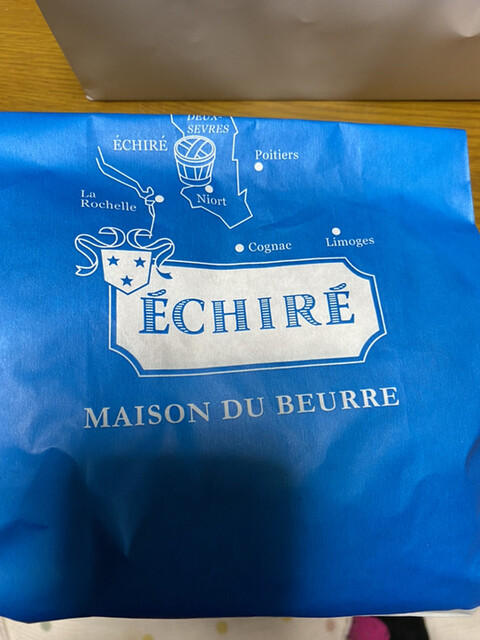 DEUX-
SEVRES
ÉCHIRÉ
Poitiers
La
Rochelle
Niort
Cognac
Limoges
ÉCHIRÉ
MAISON DU BEURRE